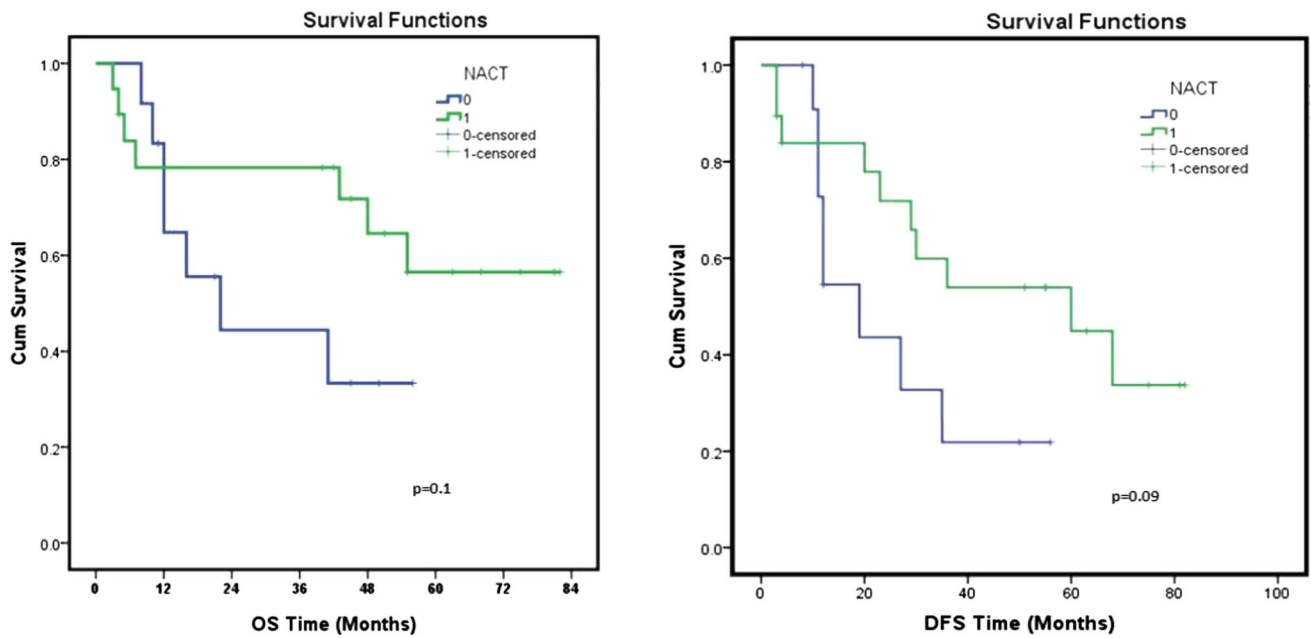 Survival Functions
NACT
0
1
0-censored
1-censored
1.0
0.8
0.6
0.4
0.2
0.0
Cum Survival
p=0.1
0 12 24 36 48 60 72 84
OS Time (Months)
Survival Functions
NACT
0
1
0-censored
1-censored
1.0
0.8
0.6
0.4
0.2
0.0
Cum Survival
p=0.09
0 20 40 60 80 100
DFS Time (Months)